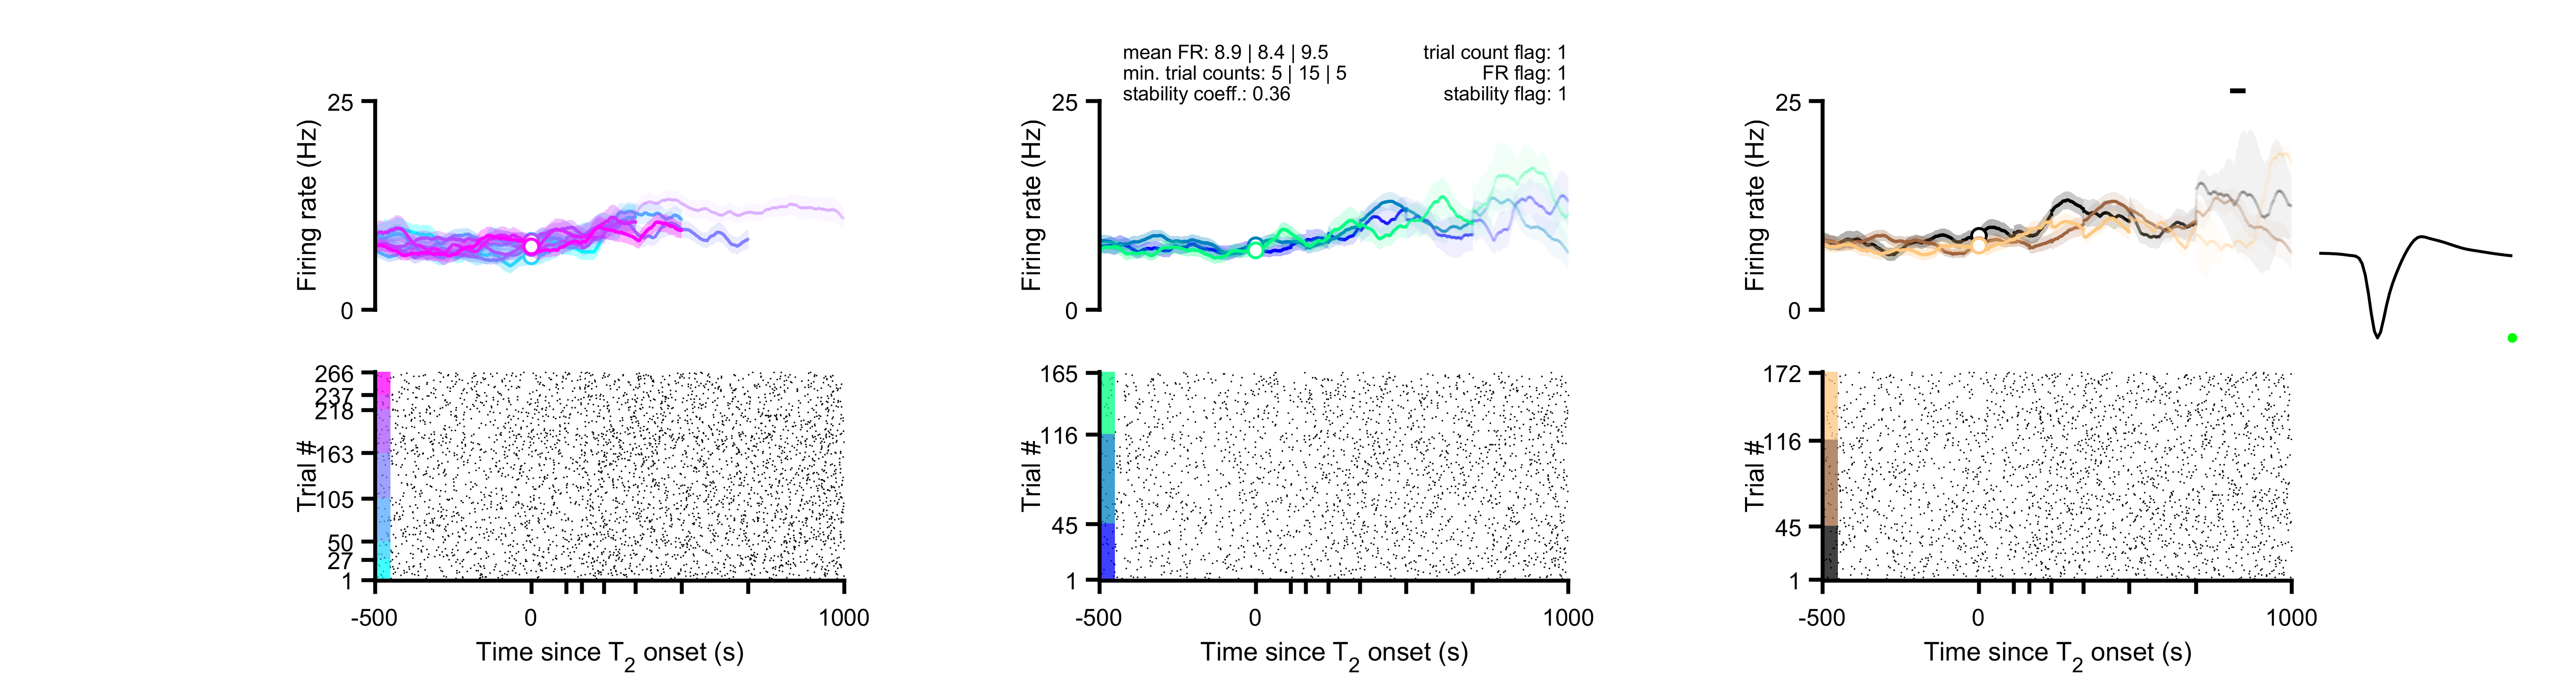 mean FR: 8.9 | 8.4 | 9.5
min. trial counts: 5 | 15 | 5
stability coeff.: 0.36
trial count flag: 1
FR flag: 1
stability flag: 1
25
Firing rate (Hz)
0
266
237
218
Trial #
163
105
50
27
1
-500
0
1000
Time since T2 onset (s)
25
Firing rate (Hz)
0
165
116
Trial #
45
1
-500
0
1000
Time since T2 onset (s)
25
Firing rate (Hz)
0
172
116
Trial #
45
1
-500
0
1000
Time since T2 onset (s)